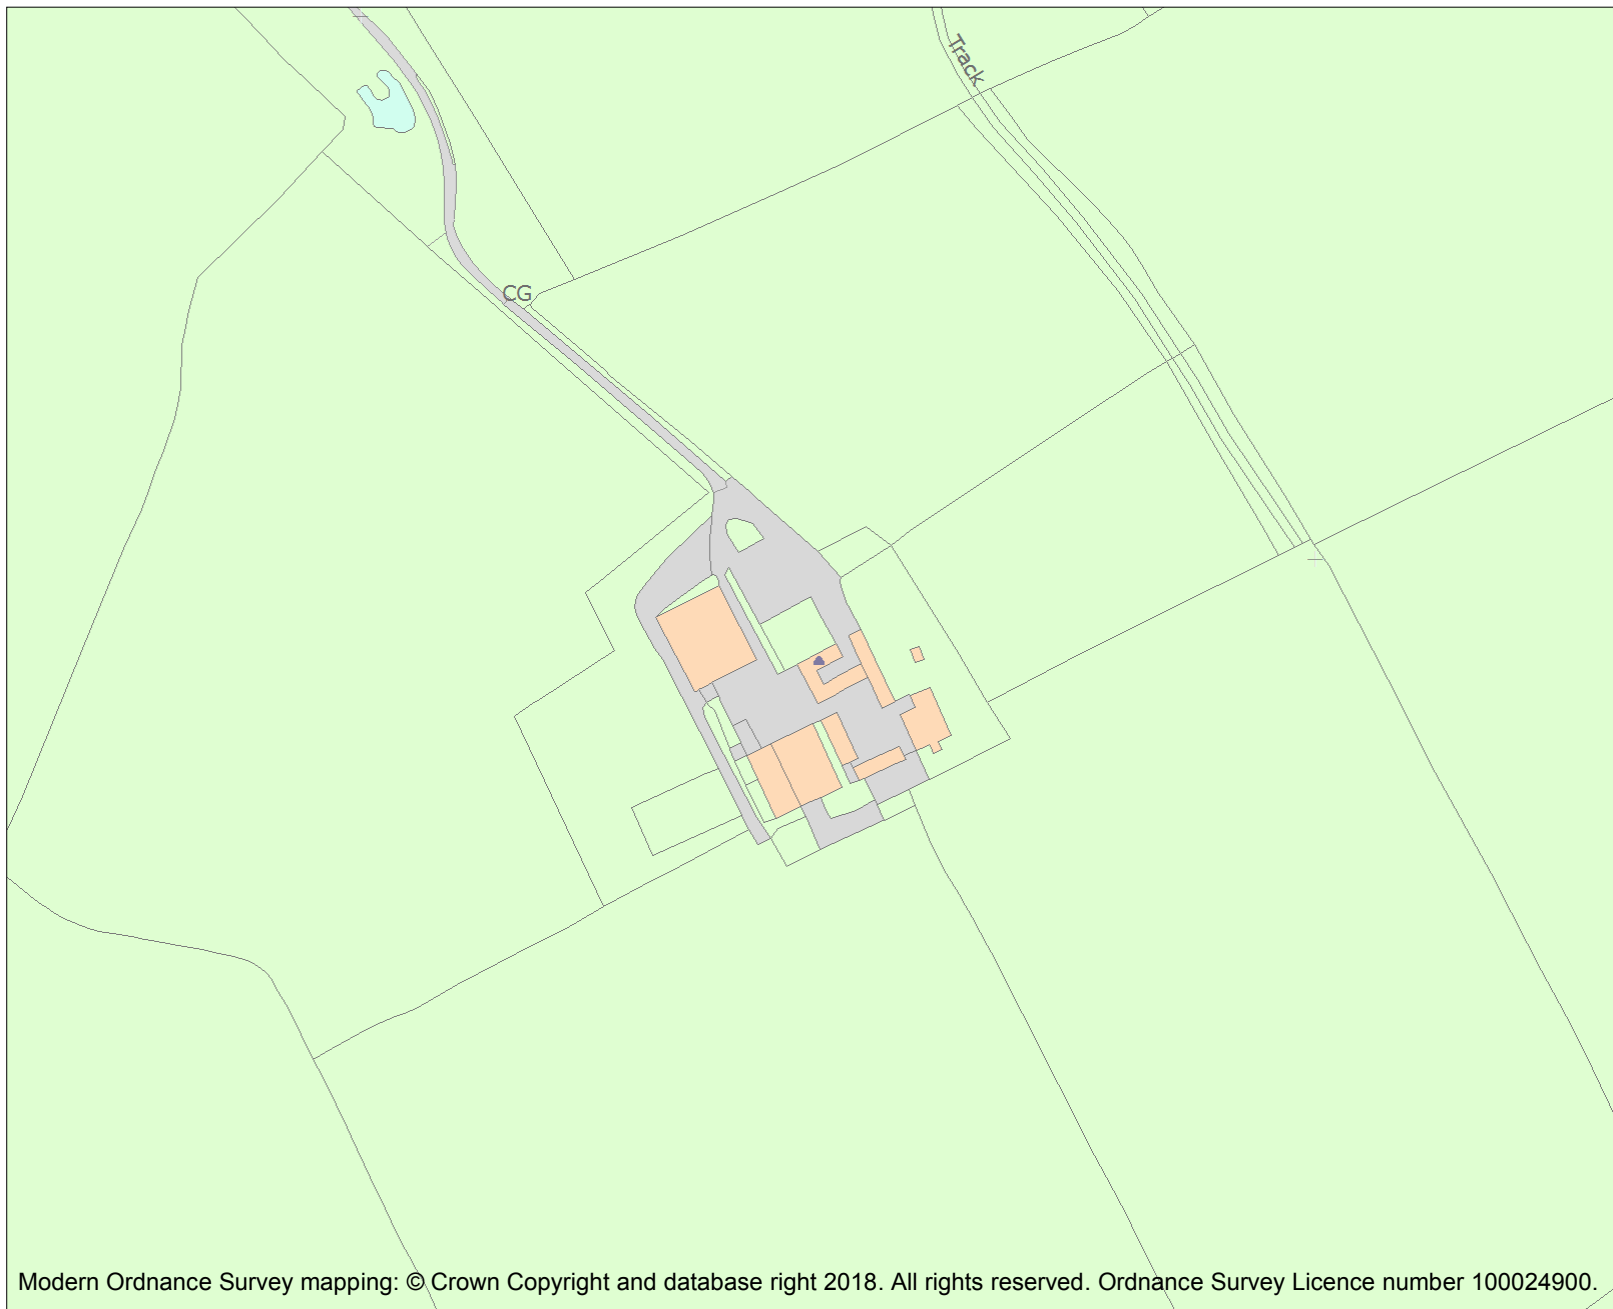 Track
CG
Modern Ordnance Survey mapping: © Crown Copyright and database right 2018. All rights reserved. Ordnance Survey Licence number 100024900.